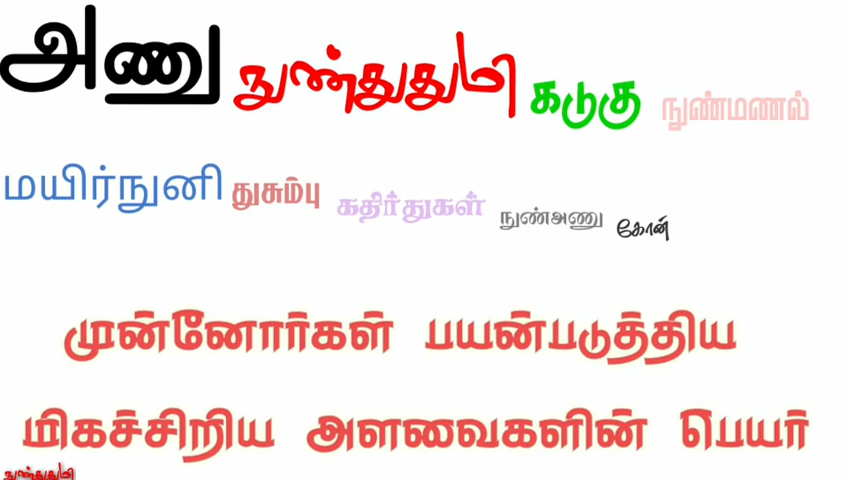 அணு நுண்துதுமி கடுகு நுண்மணல்
மயிர்நுனி துசும்பு கதிர்துகள் நுண்அணு கோன்
முன்னோர்கள் பயன்படுத்திய
மிகச்சிறிய அளவைகளின் பெயர்
நுண்துதுமி